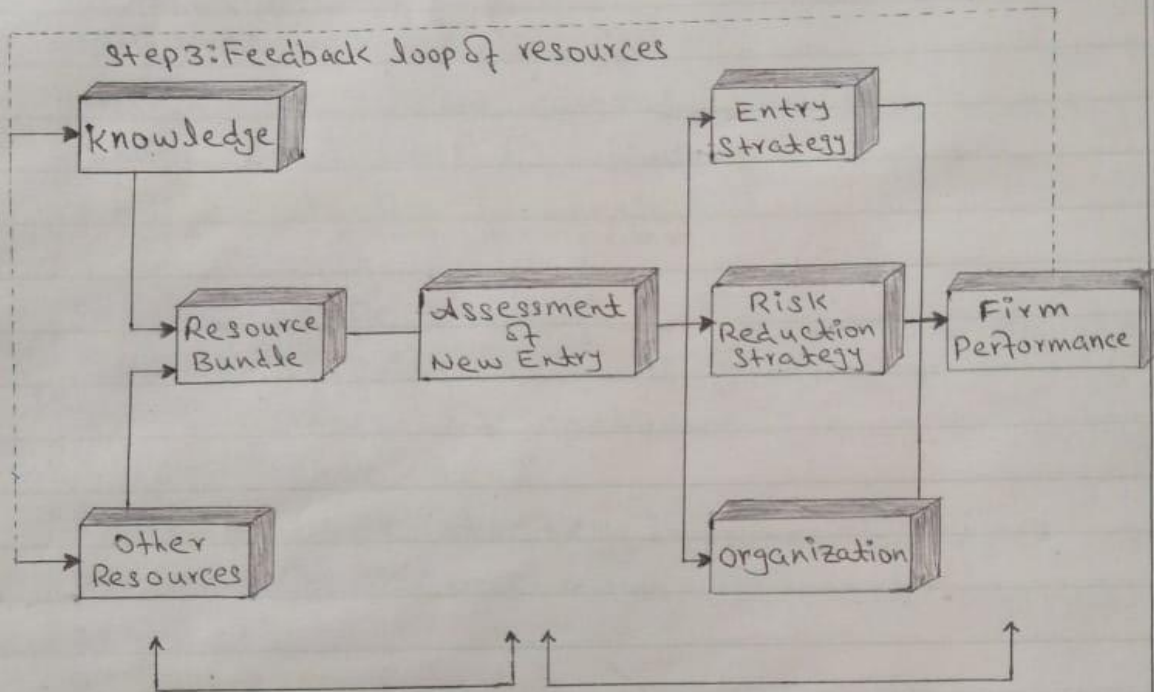 Step3:Feedback loop of resources
Knowledge
Entry
Strategy
Resource
Bundle
Assessment
of
New Entry
Risk
Reduction
Strategy
Firm
Performance
Other
Resources
Organization